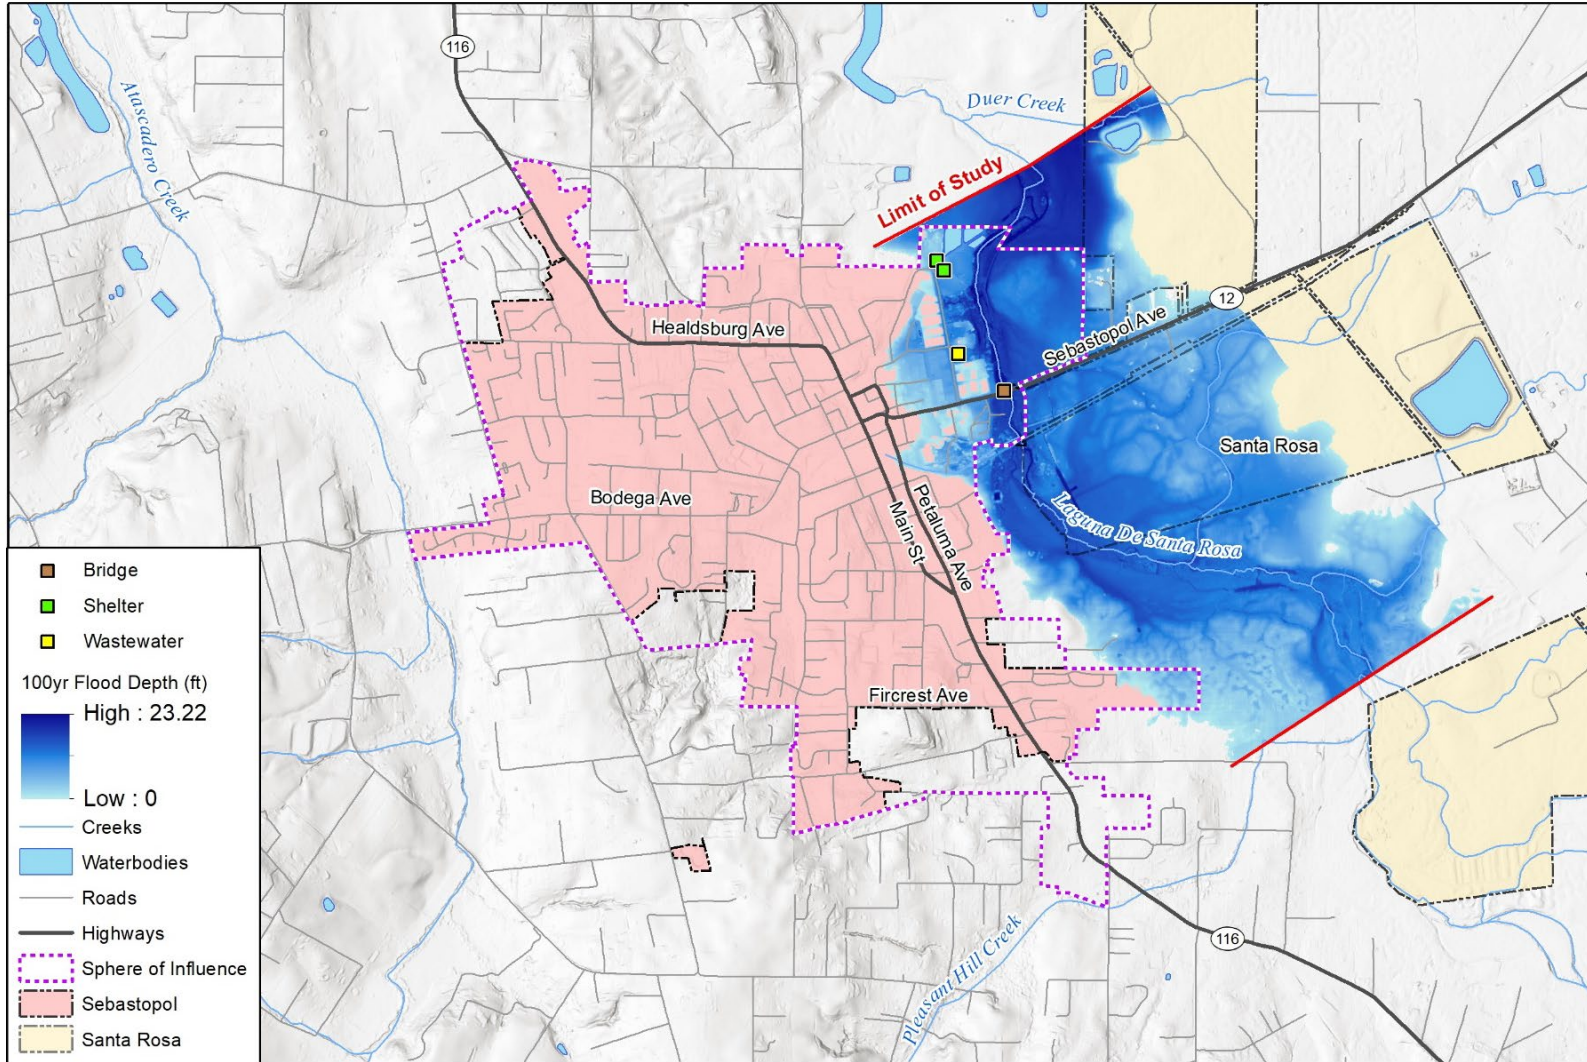 116
Atascadero Creek
Duer Creek
Limit of Study
12
Sebastopol Ave
Healdsburg Ave
Santa Rosa
Bodega Ave
Petaluma Ave
Main St
Laguna De Santa Rosa
Fircrest Ave
Pleasant Hill Creek
116
Bridge
Shelter
Wastewater
100yr Flood Depth (ft)
High : 23.22
Low : 0
Creeks
Waterbodies
Roads
Highways
Sphere of Influence
Sebastopol
Santa Rosa